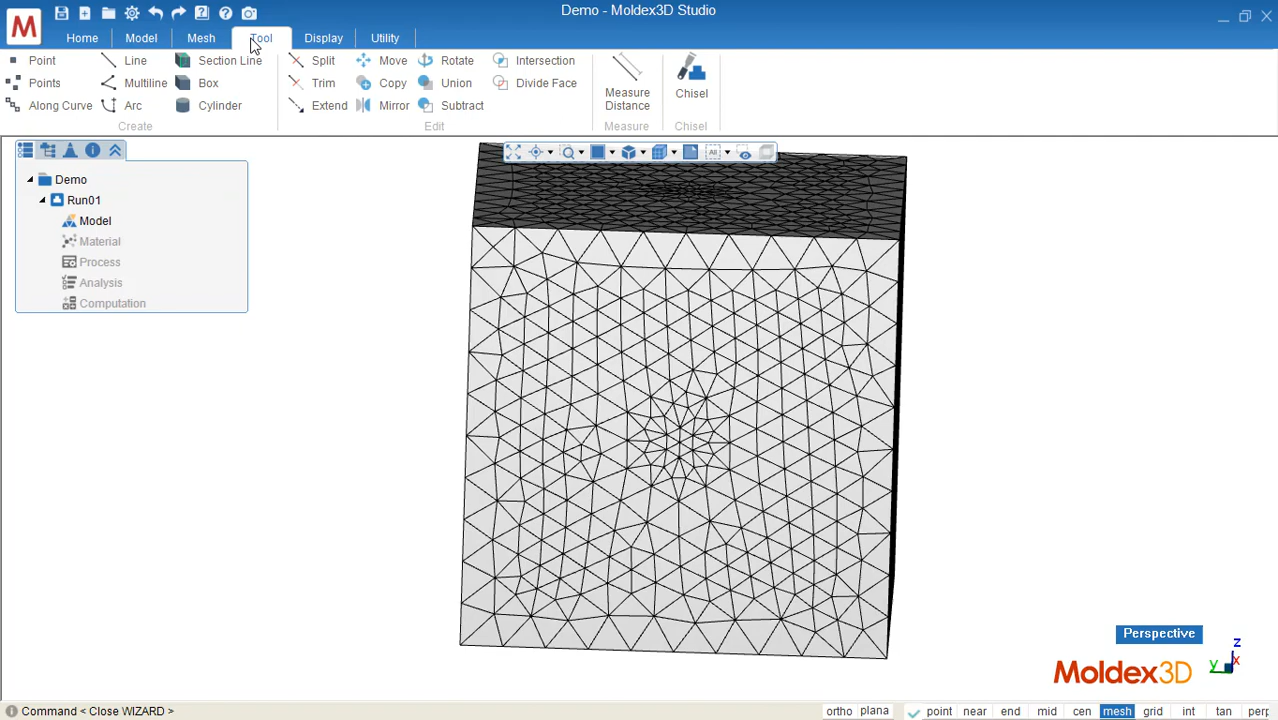 Demo - Moldex3D Studio
M
Home Model Mesh Tool Display Utility
Point Line Section Line Split Move Rotate Intersection
Points Multiline Box Trim Copy Union Divide Face
Along Curve Arc Cylinder Extend Mirror Subtract
Measure Distance
Chisel
Create Edit Measure Chisel
All
Demo
Run01
Model
Material
Process
Analysis
Computation
Perspective
z
y x
Moldex3D
Command < Close WIZARD >
ortho plana point near end mid cen mesh grid int tan perp